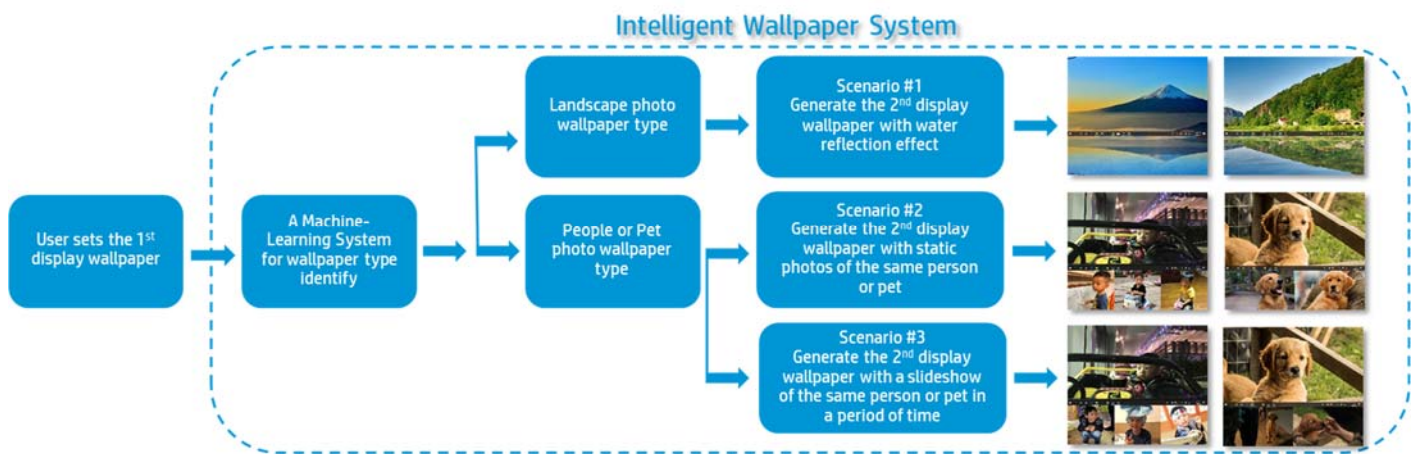 Intelligent Wallpaper System
User sets the 1st
display wallpaper
A Machine-
Learning System
for wallpaper type
identify
Landscape photo
wallpaper type
People or Pet
photo wallpaper
type
Scenario #1
Generate the 2nd display
wallpaper with water
reflection effect
Scenario #2
Generate the 2nd display
wallpaper with static
photos of the same person
or pet
Scenario #3
Generate the 2nd display
wallpaper with a slideshow
of the same person or pet in
a period of time